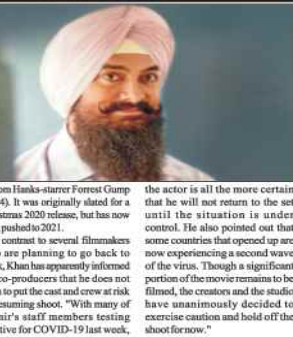 om Hanks-starrer Forrest Gump
4). It was originally slated for a
stmas 2020 release, but has now
pushed to 2021.
contrast to several filmmakers
are planning to go back to
, Khan has apparently informed
co-producers that he does not
to put the cast and crew at risk
esuming shoot. "With many of
mir's staff members testing
tive for COVID-19 last week,
the actor is all the more certain
that he will not return to the set
until the situation is under
control. He also pointed out that
some countries that opened up are
now experiencing a second wave
of the virus. Though a significant
portion of the movie remains to be
filmed, the creators and the studio
have unanimously decided to
exercise caution and hold off the
shoot for now."